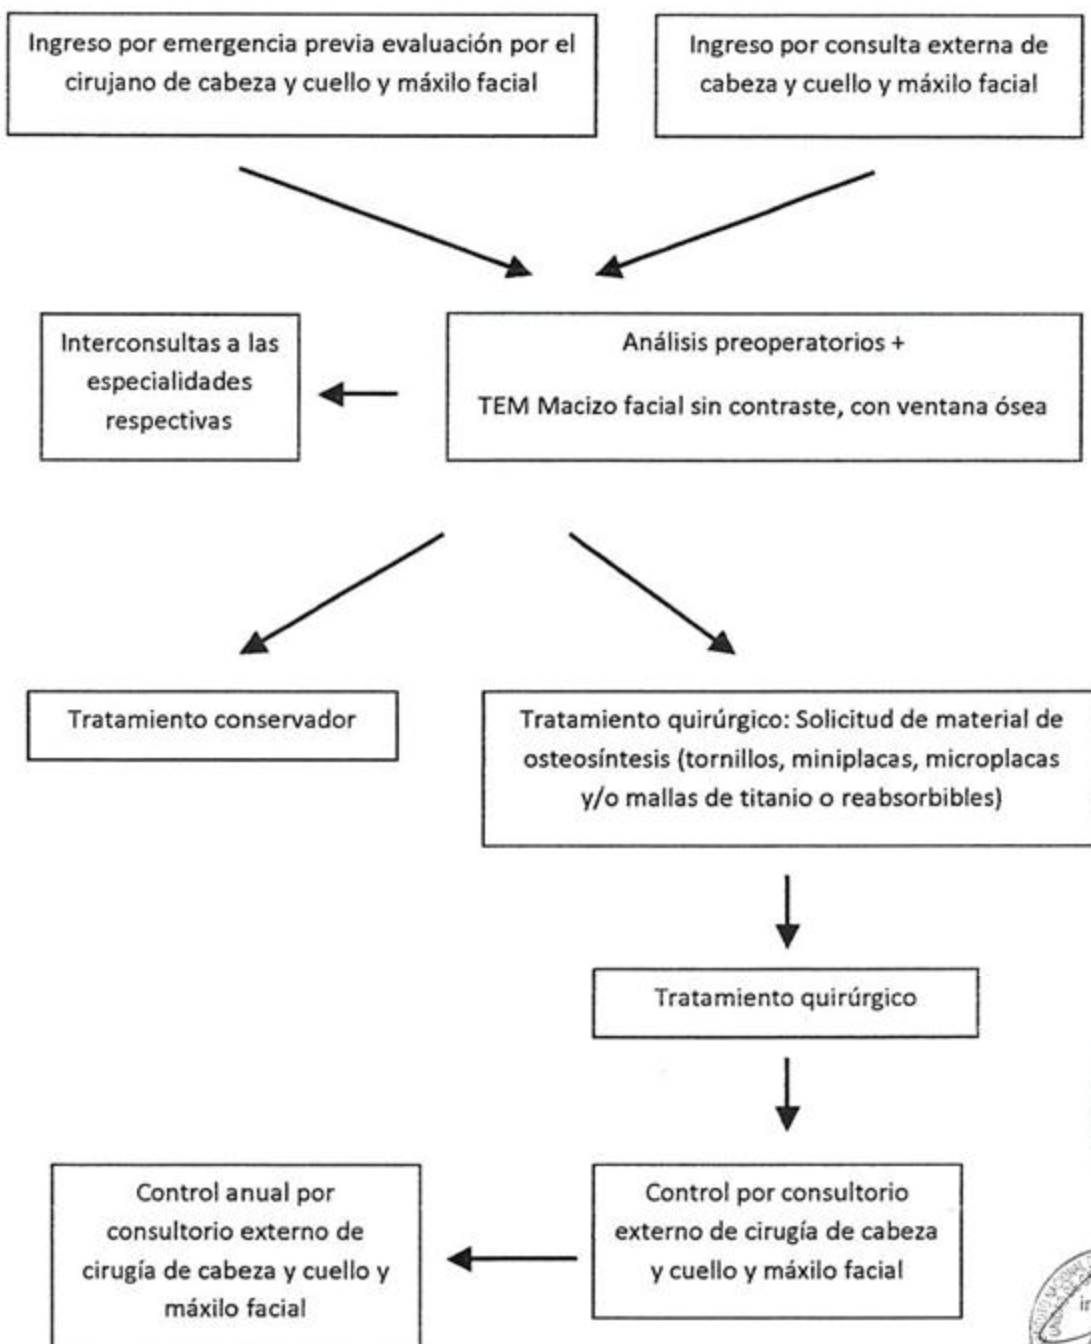 Ingreso por emergencia previa evaluación por el
cirujano de cabeza y cuello y máxilo facial
Ingreso por consulta externa de
cabeza y cuello y máxilo facial
Interconsultas a las
especialidades
respectivas
Análisis preoperatorios +
TEM Macizo facial sin contraste, con ventana ósea
Tratamiento conservador
Tratamiento quirúrgico: Solicitud de material de
osteosíntesis (tornillos, miniplacas, microplacas
y/o mallas de titanio o reabsorbibles)
Tratamiento quirúrgico
Control anual por
consultorio externo de
cirugía de cabeza y cuello y
máxilo facial
Control por consultorio
externo de cirugía de cabeza
y cuello y máxilo facial